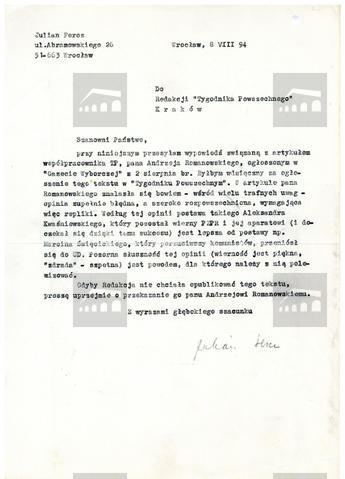 Julian Feros
ul.Abramowskiego 26
51-663 Wrocław
Wrocław, 8 VIII 94
Do
Redakcji "Tygodnika Powszechnego"
K r a k ó w
Szanowni Państwo,
przy niniejszym przesyłam wypowiedź związaną z artykułem
współpracownika TP, pana Andrzeja Romanowskiego, ogłoszonym w
"Gazecie Wyborczej" z 2 sierpnia br. Byłbym wdzięczny za ogło-
szenie tego tekstu w "Tygodniku Powszechnym". W artykule pana
Romanowskiego znalazła się bowiem - wśród wielu trafnych uwag -
opinia zupełnie błędna, a szeroko rozpowszechniona, wymagająca
więc repliki. Według tej opinii postawa takiego Aleksandra
Kwaśniewskiego, który pozostał wierny PZPR i jej aparatowi (i do-
czekał się dzięki temu sukcesu) jest lepsza od postawy np.
Marcina Święcickiego, który porzuciwszy komunistów, przeniósł
się do UD. Pozorna słuszność tej opinii (wierność jest piękna,
"zdrada" - szpetna) jest powodem, dla którego należy z nią pole-
mizować.
Gdyby Redakcja nie chciała opublikować tego tekstu,
proszę uprzejmie o przekazanie go panu Andrzejowi Romanowskiemu.
Z wyrazami głębokiego szacunku
Julian